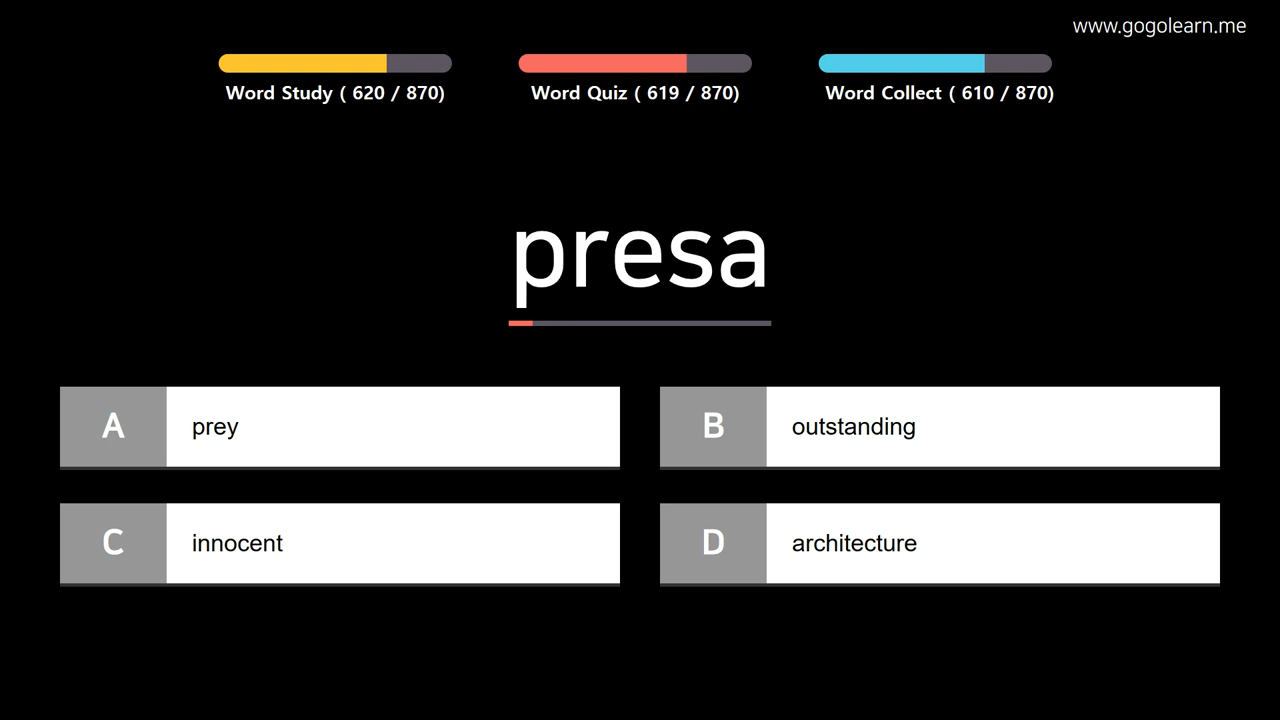 www.gogolearn.me
Word Study ( 620 / 870)
Word Quiz ( 619 / 870)
Word Collect ( 610 / 870)
presa
A prey
B outstanding
C innocent
D architecture